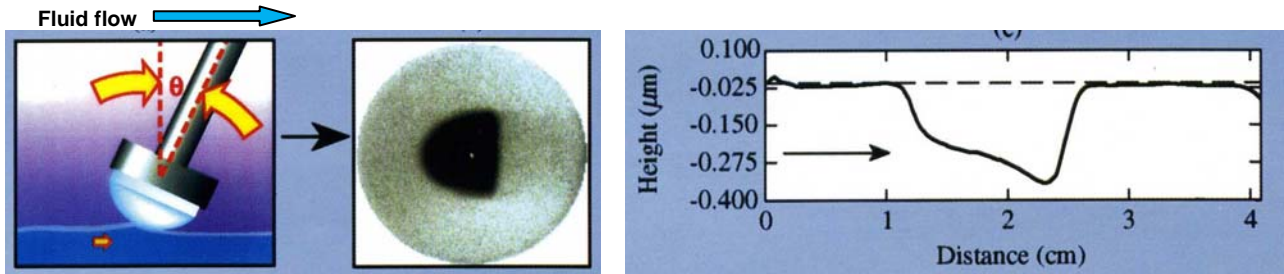 Fluid flow
θ
(c)
Height (μm)
0.100
-0.025
-0.150
-0.275
-0.400
0
1
2
3
4
Distance (cm)